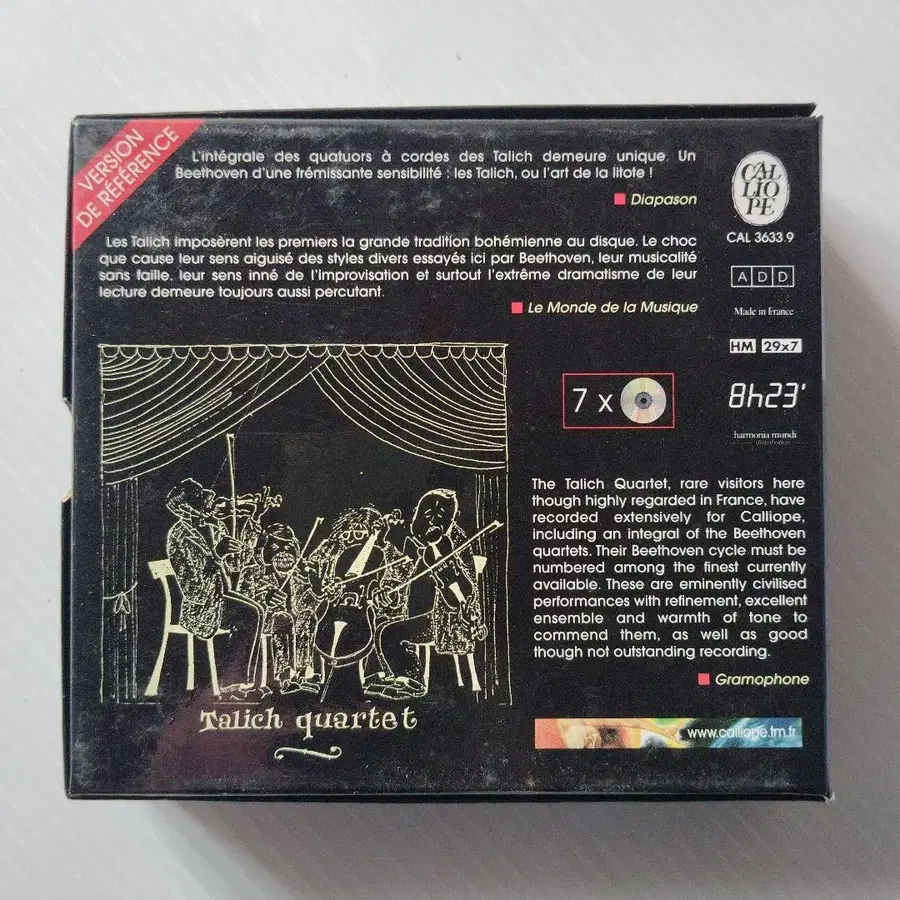 VERSION
DE RÉFÉRENCE
L'intégrale des quatuors à cordes des Talich demeure unique. Un
Beethoven d'une frémissante sensibilité : les Talich, ou l'art de la litote !
Diapason
Les Talich imposèrent les premiers la grande tradition bohémienne au disque. Le choc
que cause leur sens aiguisé des styles divers essayés ici par Beethoven, leur musicalité
sans faille, leur sens inné de l'improvisation et surtout l'extrême dramatisme de leur
lecture demeure toujours aussi percutant.
Le Monde de la Musique
CAL
LIO
PE
CAL 3633.9
ADD
Made in France
HM 29x7
7 x
8h23'
harmonia mundi
distribution
The Talich Quartet, rare visitors here
though highly regarded in France, have
recorded extensively for Calliope,
including an integral of the Beethoven
quartets. Their Beethoven cycle must be
numbered among the finest currently
available. These are eminently civilised
performances with refinement, excellent
ensemble and warmth of tone to
commend them, as well as good
though not outstanding recording.
Gramophone
Talich quartet
www.calliope.tm.fr